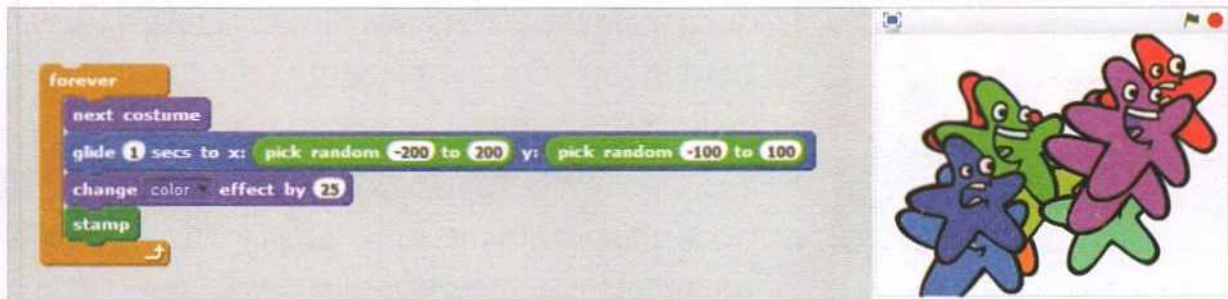 forever
next costume
glide 1 secs to x: pick random -200 to 200 y: pick random -100 to 100
change color effect by 25
stamp